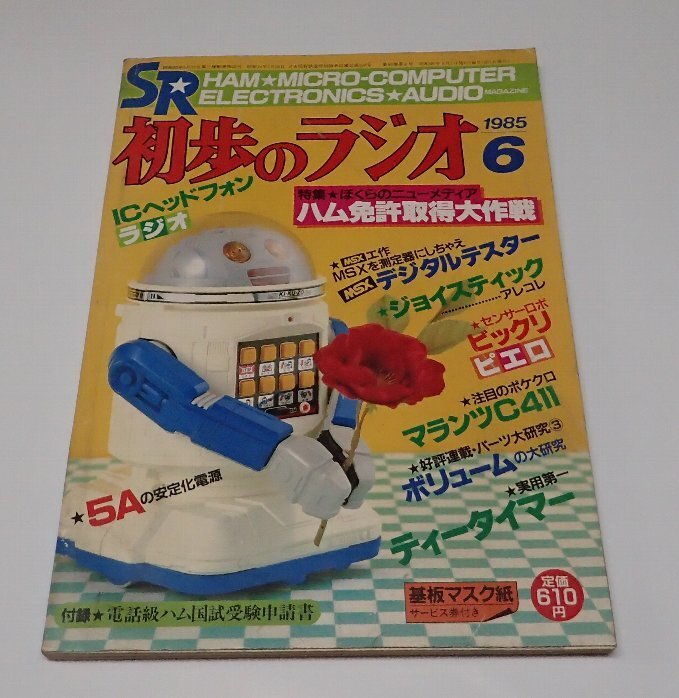 SR HAM★MICRO-COMPUTER
ELECTRONICS★AUDIO MAGAZINE
初歩のラジオ
1985
6
ICヘッドフォン
ラジオ
特集★ぼくらのニューメディア
ハム免許取得大作戦
★MSX工作
MSXを測定器にしちゃえ
MSXデジタルテスター
★ジョイスティック
アレコレ
★センサーロボ
ビックリ
ピエロ
★注目のポケクロ
マランツC411
★好評連載・パーツ大研究③
ボリュームの大研究
★実用第一
ティータイマー
★5Aの安定化電源
付録★電話級ハム国試受験申請書
基板マスク紙
サービス券付き
定価
610
円